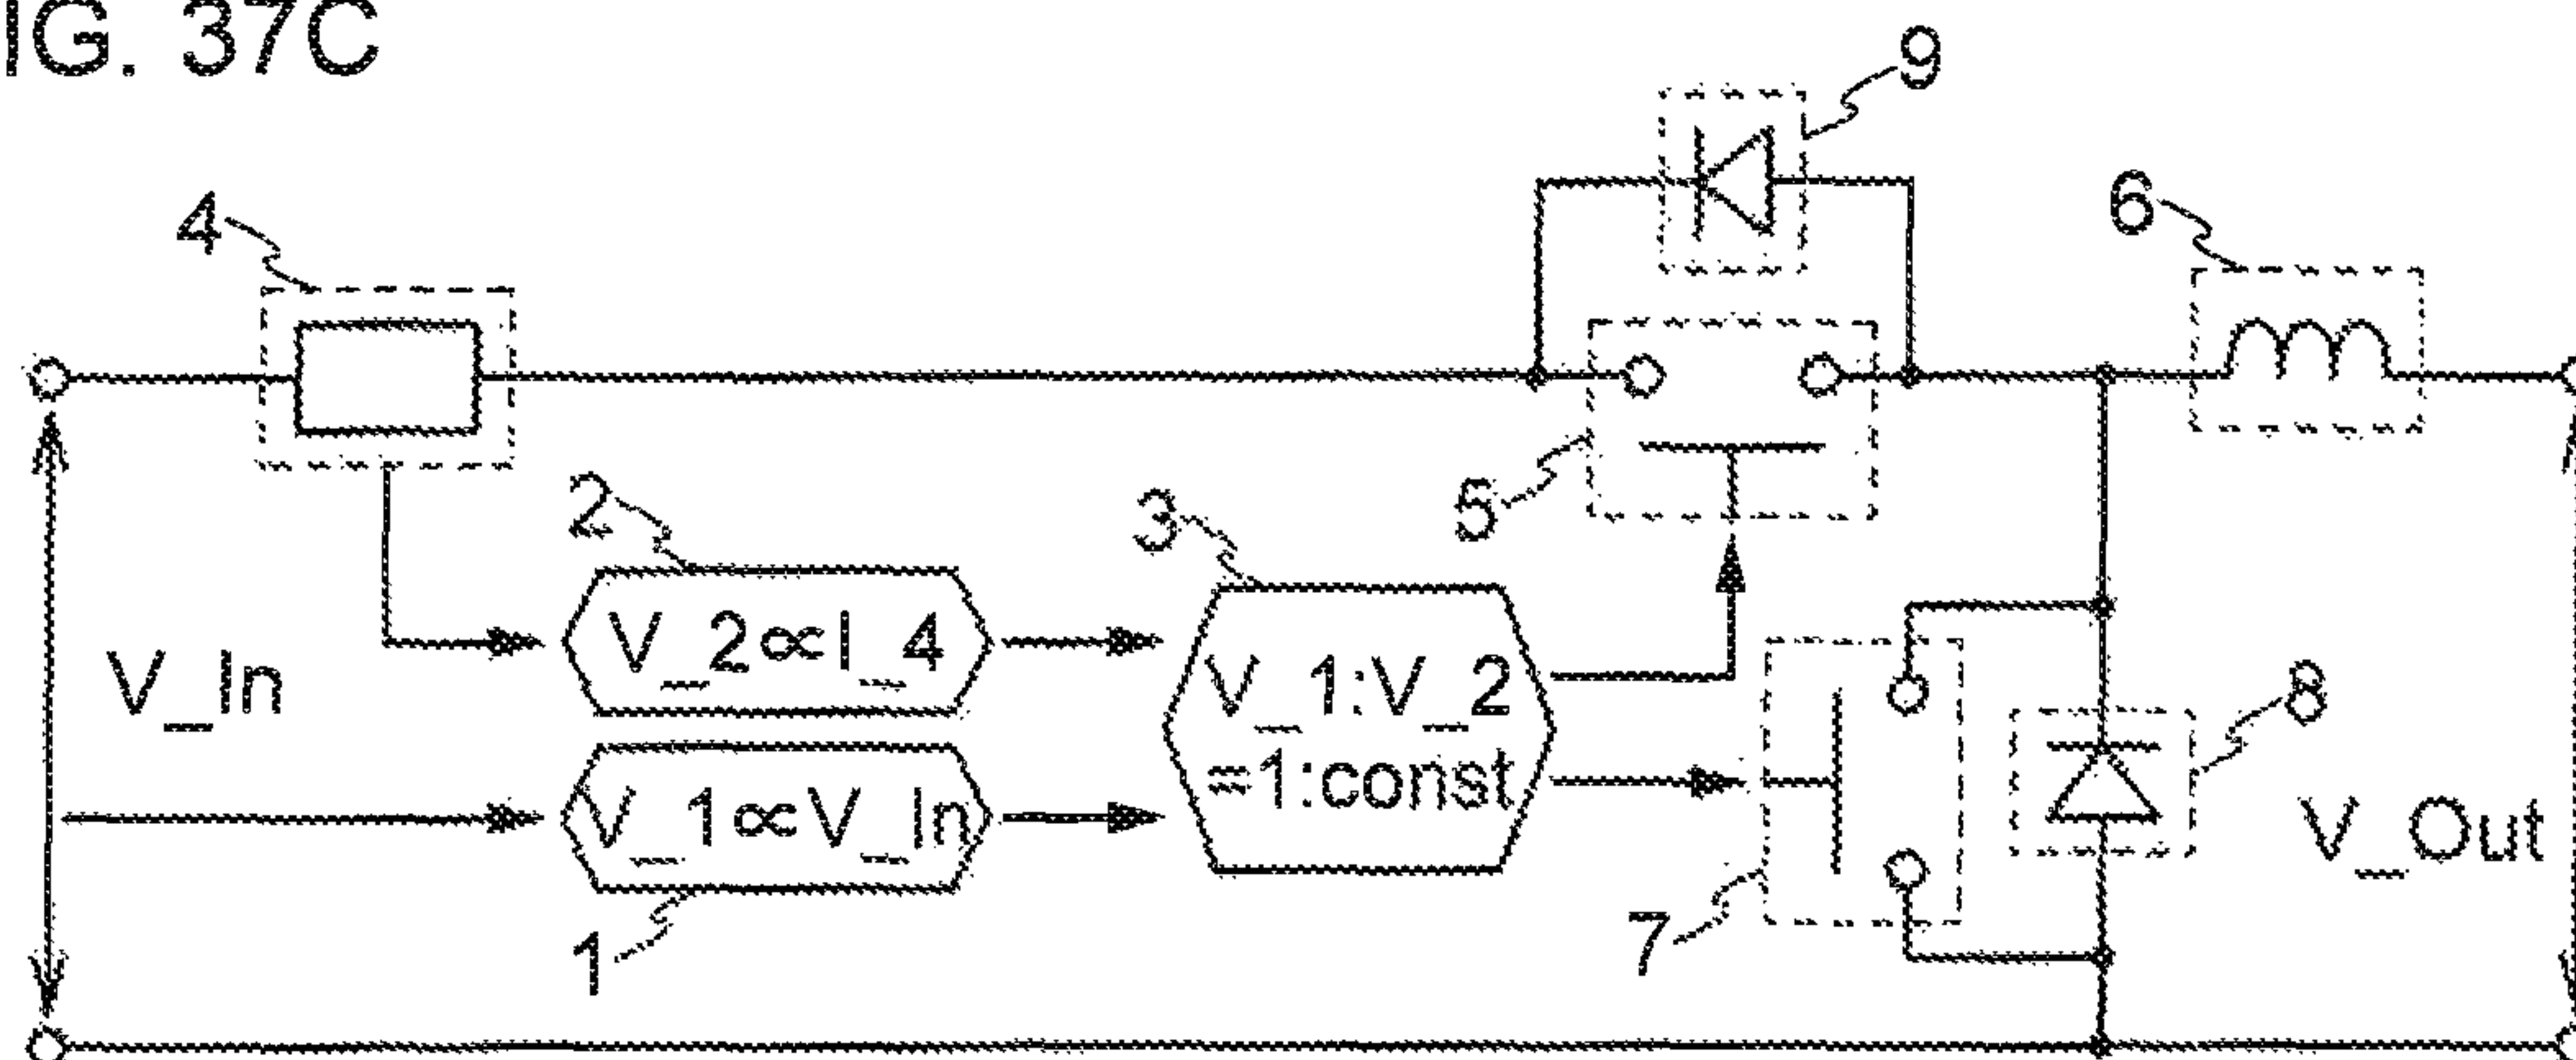 IG. 37C
9
4
6
2
3
5
V_2∝I_4
V_In
V_1:V_2
=1:const
8
V_1∝V_In
V_Out
7
1